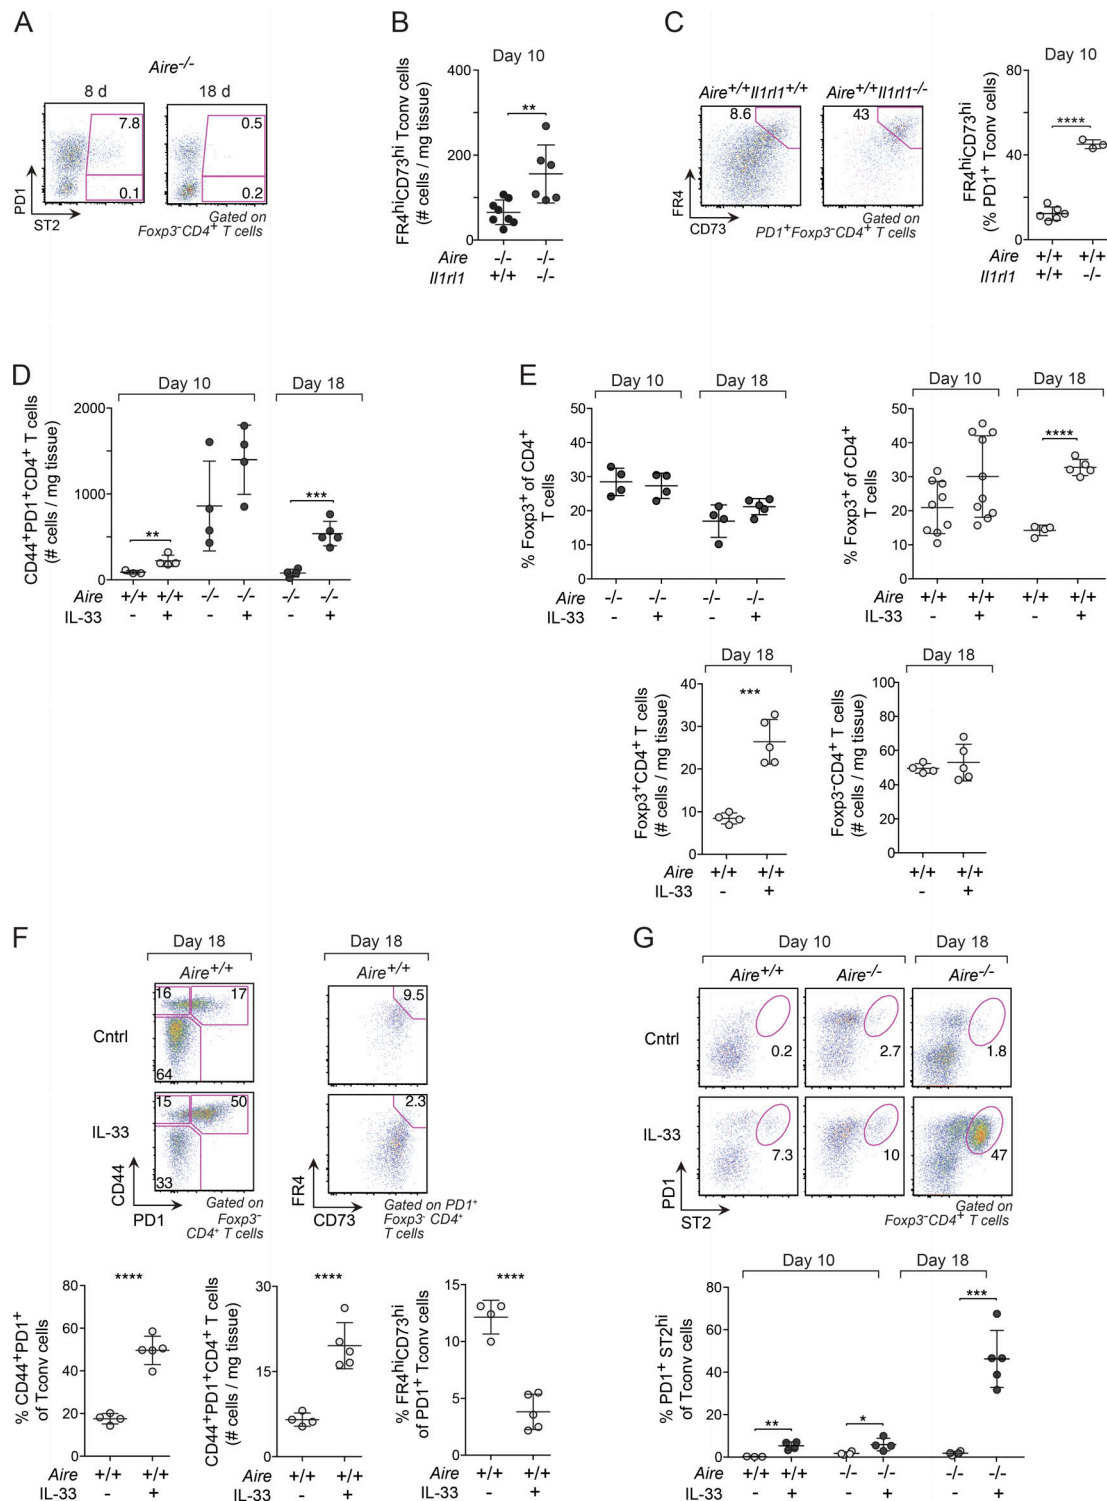 A
Aire-/-
8 d
18 d
7.8
0.1
0.5
0.2
PD1
ST2
Gated on
Foxp3-CD4+ T cells
B
Day 10
FR4hiCD73hi Tconv cells
(# cells / mg tissue)
400
200
0
**
Aire -/- -/-
Il1rl1 +/+ -/-
C
Aire+/+Il1rl1+/+
Aire+/+Il1rl1-/-
8.6
43
FR4
CD73
Gated on
PD1+Foxp3-CD4+ T cells
Day 10
FR4hiCD73hi
(% PD1+ Tconv cells)
80
40
0
****
Aire +/+ +/+
Il1rl1 +/+ -/-
D
Day 10
Day 18
CD44+PD1+CD4+ T cells
(# cells / mg tissue)
2000
1000
0
**
***
Aire +/+ +/+ -/- -/- -/- -/-
IL-33 - + - + - +
E
Day 10
Day 18
% Foxp3+ of CD4+
T cells
50
40
30
20
10
0
Aire -/- -/- -/- -/-
IL-33 - + - +
Day 10
Day 18
% Foxp3+ of CD4+
T cells
50
40
30
20
10
0
****
Aire +/+ +/+ +/+ +/+
IL-33 - + - +
Day 18
Foxp3+CD4+ T cells
(# cells / mg tissue)
40
30
20
10
0
***
Aire +/+ +/+
IL-33 - +
Day 18
Foxp3-CD4+ T cells
(# cells / mg tissue)
100
80
60
40
20
0
+/+ +/+
- +
F
Day 18
Aire+/+
Day 18
Aire+/+
Cntrl
16
17
64
9.5
IL-33
15
50
33
2.3
CD44
PD1
Gated on
Foxp3-
CD4+ T cells
FR4
CD73
Gated on PD1+
Foxp3- CD4+
T cells
% CD44+PD1+
of Tconv cells
80
60
40
20
0
****
Aire +/+ +/+
IL-33 - +
CD44+PD1+CD4+ T cells
(# cells / mg tissue)
30
15
0
****
+/+ +/+
- +
% FR4hiCD73hi
of PD1+ Tconv cells
15
10
5
0
****
+/+ +/+
- +
G
Day 10
Day 18
Aire+/+
Aire-/-
Aire-/-
Cntrl
0.2
2.7
1.8
IL-33
7.3
10
47
PD1
ST2
Gated on
Foxp3-CD4+ T cells
Day 10
Day 18
% PD1+ ST2hi
of Tconv cells
80
60
40
20
0
**
*
***
Aire +/+ +/+ -/- -/- -/- -/-
IL-33 - + - + - +